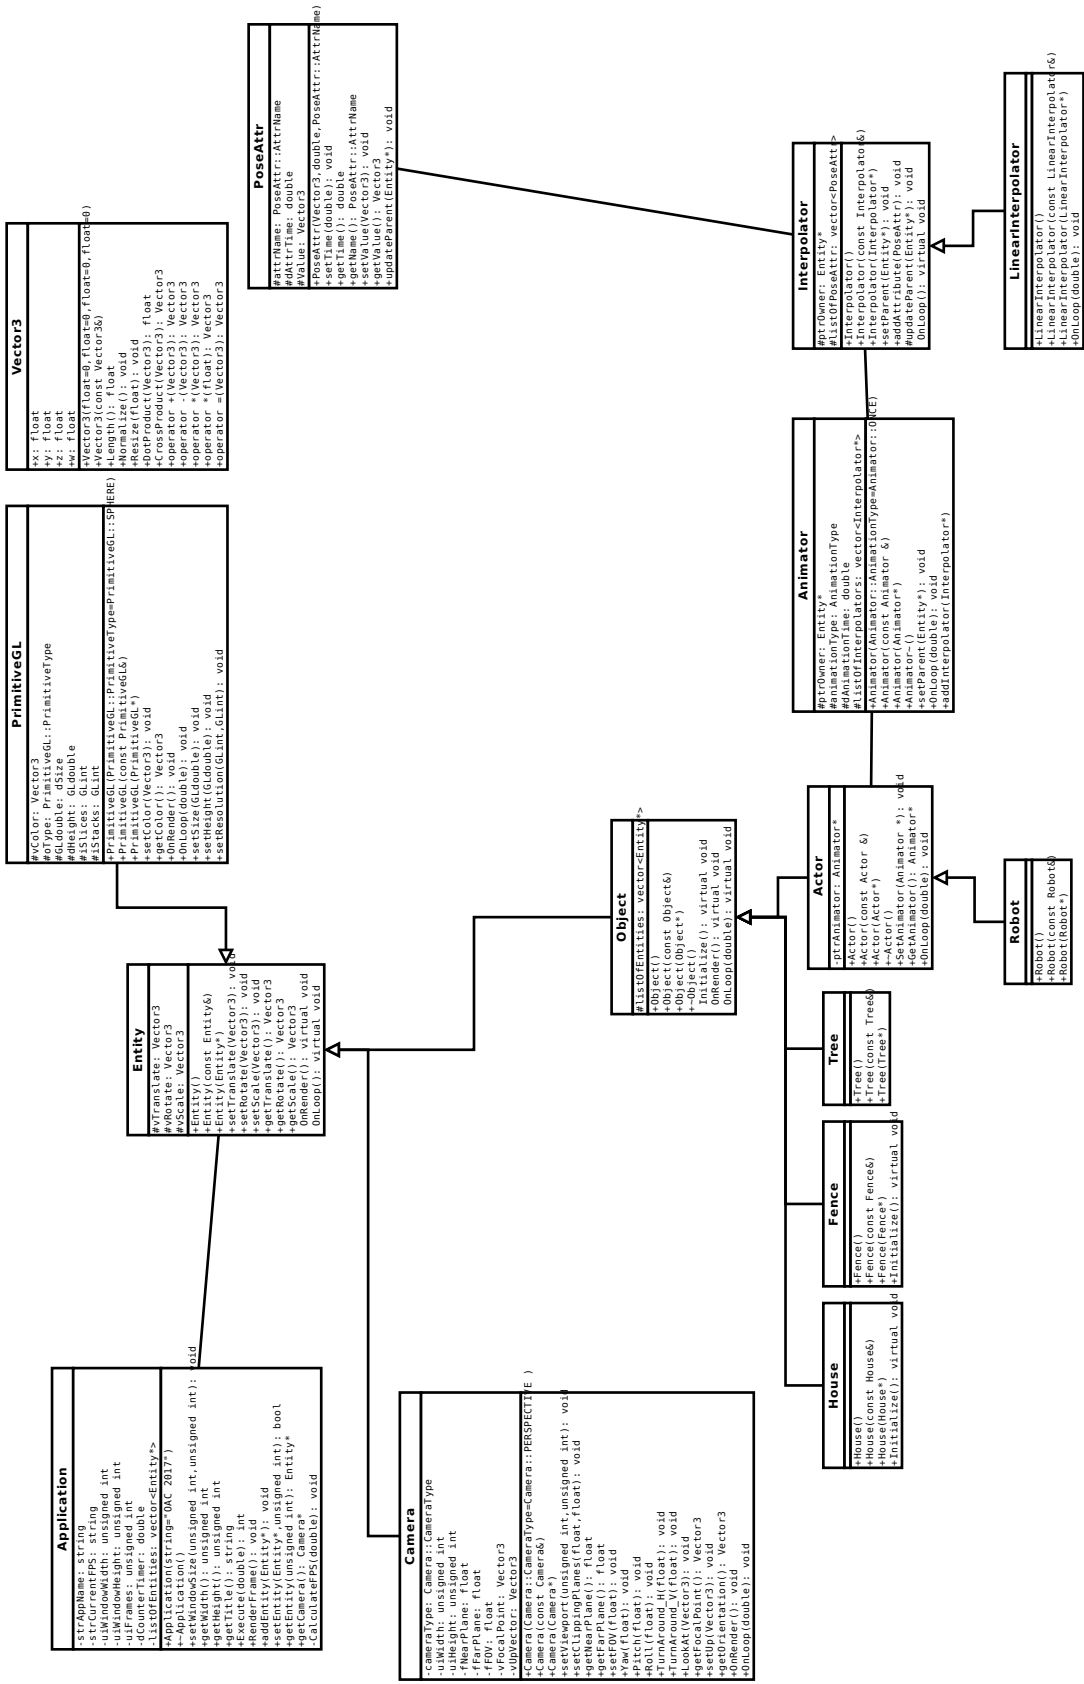 Application
-strAppName: string
-strCurrentFPS: string
-uiWindowWidth: unsigned int
-uiWindowHeight: unsigned int
-uiFrames: unsigned int
-dCounterTimer: double
-listOfEntities: vector<Entity*>
+Application(string="OAC 2017")
+~Application()
+setWindowSize(unsigned int,unsigned int): void
+getWidth(): unsigned int
+getHeight(): unsigned int
+getTitle(): string
+Execute(double): int
+RenderFrame(): void
+addEntity(Entity*): void
+setEntity(Entity*,unsigned int): bool
+getEntity(unsigned int): Entity*
+getCamera(): Camera*
-CalculateFPS(double): void
Entity
#vTranslate: Vector3
#vRotate: Vector3
#vScale: Vector3
+Entity()
+Entity(const Entity&)
+Entity(Entity*)
+setTranslate(Vector3): void
+setRotate(Vector3): void
+setScale(Vector3): void
+getTranslate(): Vector3
+getRotate(): Vector3
+getScale(): Vector3
OnRender(): virtual void
OnLoop(): virtual void
PrimitiveGL
#vColor: Vector3
#oType: PrimitiveGL::PrimitiveType
#GLdouble: dSize
#dHeight: GLdouble
#iSlices: GLint
#iStacks: GLint
+PrimitiveGL(PrimitiveGL::PrimitiveType=PrimitiveGL::SPHERE)
+PrimitiveGL(const PrimitiveGL&)
+PrimitiveGL(PrimitiveGL*)
+setColor(Vector3): void
+getColor(): Vector3
+OnRender(): void
+OnLoop(double): void
+setSize(GLdouble): void
+setHeight(GLdouble): void
+setResolution(GLint,GLint): void
Vector3
+x: float
+y: float
+z: float
+w: float
+Vector3(float=0,float=0,float=0,float=0)
+Vector3(const Vector3&)
+Length(): float
+Normalize(): void
+Resize(float): void
+DotProduct(Vector3): float
+CrossProduct(Vector3): Vector3
+operator +(Vector3): Vector3
+operator -(Vector3): Vector3
+operator *(Vector3): Vector3
+operator *(float): Vector3
+operator =(Vector3): Vector3
PoseAttr
#attrName: PoseAttr::AttrName
#dAttrTime: double
#Value: Vector3
+PoseAttr(Vector3,double,PoseAttr::AttrName)
+setTime(double): void
+getTime(): double
+getName(): PoseAttr::AttrName
+setValue(Vector3): void
+getValue(): Vector3
+updateParent(Entity*): void
Camera
-cameraType: Camera::CameraType
-uiWidth: unsigned int
-uiHeight: unsigned int
-fNearPlane: float
-fFarPlane: float
-fFOV: float
-vFocalPoint: Vector3
-vUpVector: Vector3
+Camera(Camera::CameraType=Camera::PERSPECTIVE )
+Camera(const Camera&)
+Camera(Camera*)
+setViewport(unsigned int,unsigned int): void
+setClippingPlanes(float,float): void
+getNearPlane(): float
+getFarPlane(): float
+setFOV(float): void
+Yaw(float): void
+Pitch(float): void
+Roll(float): void
+TurnAround_H(float): void
+TurnAround_V(float): void
+LookAt(Vector3): void
+getFocalPoint(): Vector3
+setUp(Vector3): void
+getOrientation(): Vector3
+OnRender(): void
+OnLoop(double): void
Object
#listOfEntities: vector<Entity*>
+Object()
+Object(const Object&)
+Object(Object*)
+~Object()
Initialize(): virtual void
OnRender(): virtual void
OnLoop(double): virtual void
House
+House()
+House(const House&)
+House(House*)
+Initialize(): virtual void
Fence
+Fence()
+Fence(const Fence&)
+Fence(Fence*)
+Initialize(): virtual void
Tree
+Tree()
+Tree(const Tree&)
+Tree(Tree*)
Actor
-ptrAnimator: Animator*
+Actor()
+Actor(const Actor &)
+Actor(Actor*)
+~Actor()
+SetAnimator(Animator *): void
+GetAnimator(): Animator*
+OnLoop(double): void
Animator
#ptrOwner: Entity*
#animationType: AnimationType
#dAnimationTime: double
#listOfInterpolators: vector<Interpolator*>
+Animator(Animator::AnimationType=Animator::ONCE)
+Animator(const Animator &)
+Animator(Animator*)
+Animator~()
+setParent(Entity*): void
+OnLoop(double): void
+addInterpolator(Interpolator*)
Interpolator
#ptrOwner: Entity*
#listOfPoseAttr: vector<PoseAttr>
+Interpolator()
+Interpolator(const Interpolator&)
+Interpolator(Interpolator*)
+setParent(Entity*): void
+addAttribute(PoseAttr): void
#updateParent(Entity*): void
OnLoop(): virtual void
Robot
+Robot()
+Robot(const Robot&)
+Robot(Robot*)
LinearInterpolator
+LinearInterpolator()
+LinearInterpolator(const LinearInterpolator&)
+LinearInterpolator(LinearInterpolator*)
+OnLoop(double): void